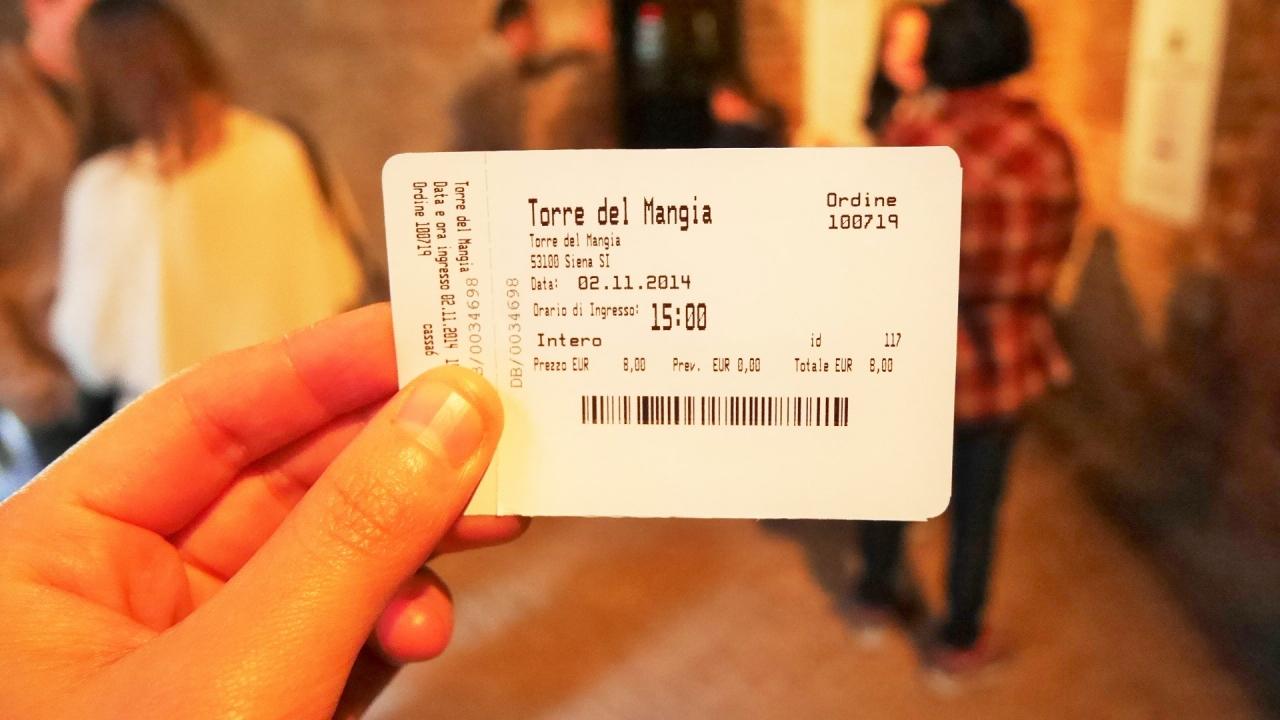 Torre del Mangia
Data e ora ingresso 02.11.2014
Ordine 100719
cassa6
/0034698
DB/0034698
Torre del Mangia
Ordine
100719
Torre del Mangia
53100 Siena SI
Data: 02.11.2014
Orario di Ingresso: 15:00
Intero id 117
Prezzo EUR 8,00 Prev. EUR 0,00 Totale EUR 8,00